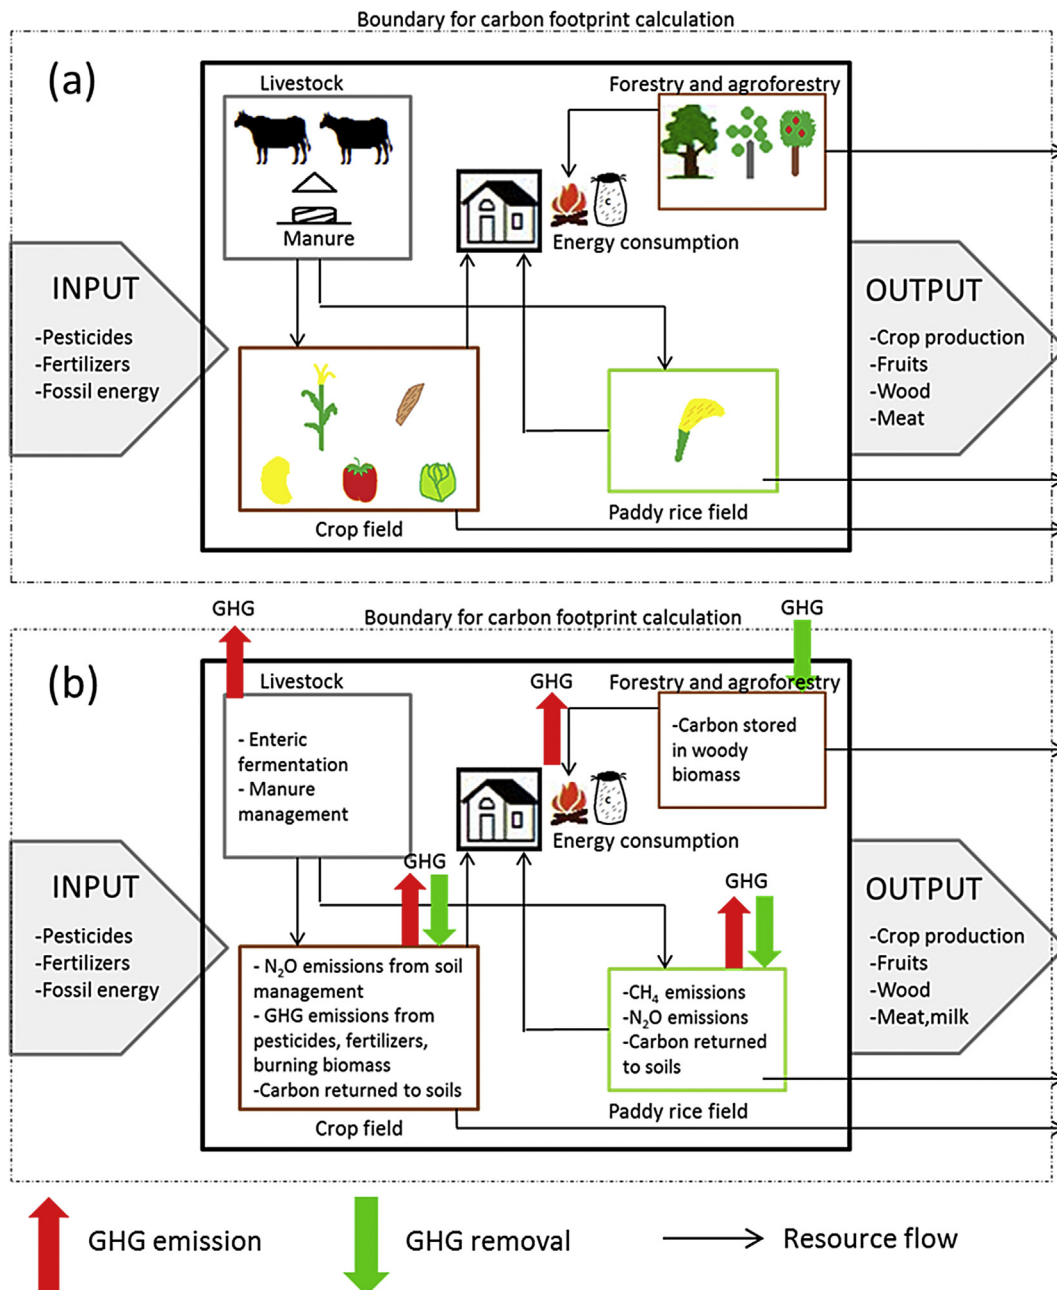 Boundary for carbon footprint calculation
(a)
Livestock
Forestry and agroforestry
Manure
C
Energy consumption
INPUT
-Pesticides
-Fertilizers
-Fossil energy
OUTPUT
-Crop production
-Fruits
-Wood
-Meat
Crop field
Paddy rice field
GHG
Boundary for carbon footprint calculation
GHG
(b)
Livestock
GHG
Forestry and agroforestry
- Enteric
fermentation
- Manure
management
-Carbon stored
in woody
biomass
C
Energy consumption
GHG
GHG
INPUT
-Pesticides
-Fertilizers
-Fossil energy
OUTPUT
-Crop production
-Fruits
-Wood
-Meat,milk
- N₂O emissions from soil
management
- GHG emissions from
pesticides, fertilizers,
burning biomass
-Carbon returned to soils
-CH₄ emissions
-N₂O emissions
-Carbon returned
to soils
Crop field
Paddy rice field
GHG emission
GHG removal
Resource flow